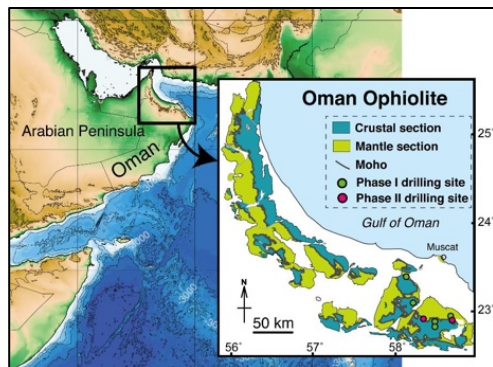 Arabian Peninsula
Oman
Oman Ophiolite
Crustal section
Mantle section
Moho
Phase I drilling site
Phase II drilling site
Gulf of Oman
Muscat
25°
24°
23°
N
50 km
56
57
58